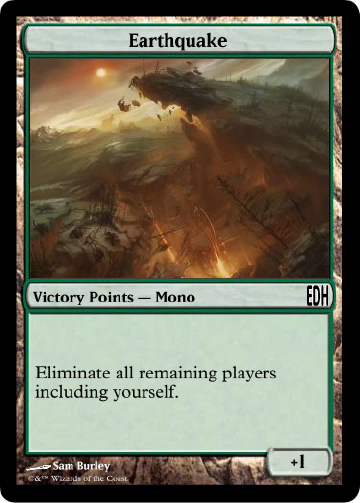 Earthquake
Victory Points — Mono EDH
Eliminate all remaining players
including yourself.
+1
Sam Burley
©&™ Wizards of the Coast